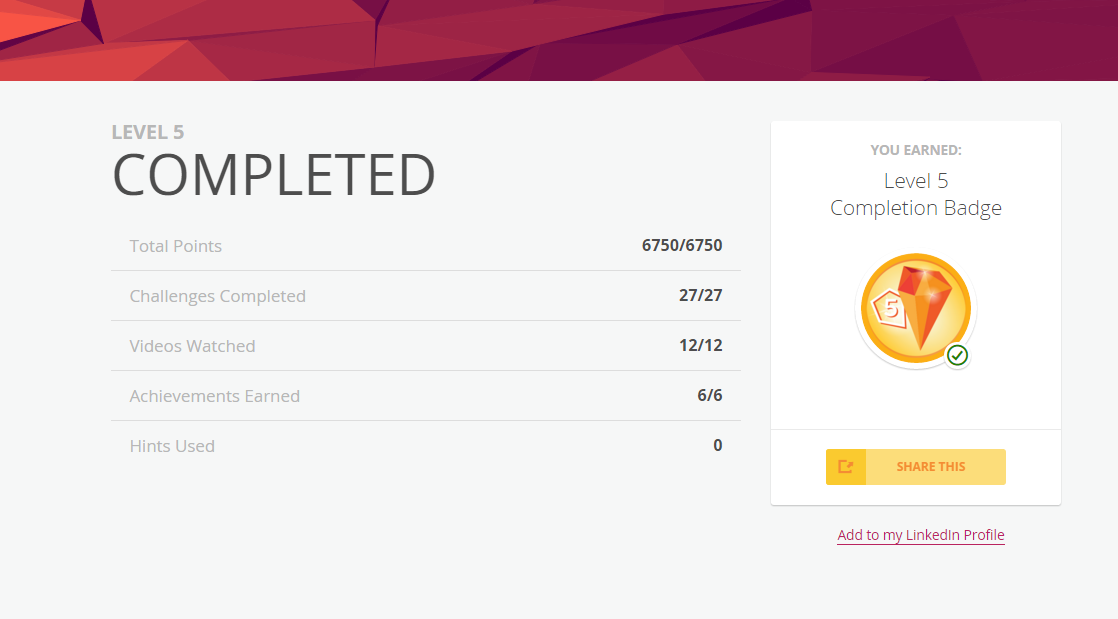 LEVEL 5
COMPLETED
Total Points 6750/6750
Challenges Completed 27/27
Videos Watched 12/12
Achievements Earned 6/6
Hints Used 0
YOU EARNED:
Level 5
Completion Badge
5
SHARE THIS
Add to my LinkedIn Profile